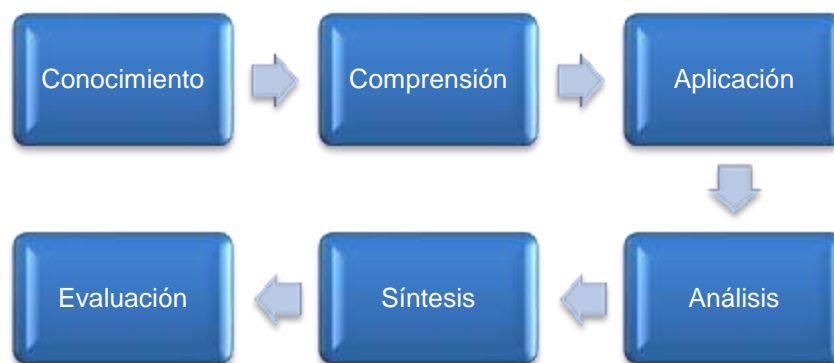 Conocimiento
Comprensión
Aplicación
Análisis
Síntesis
Evaluación